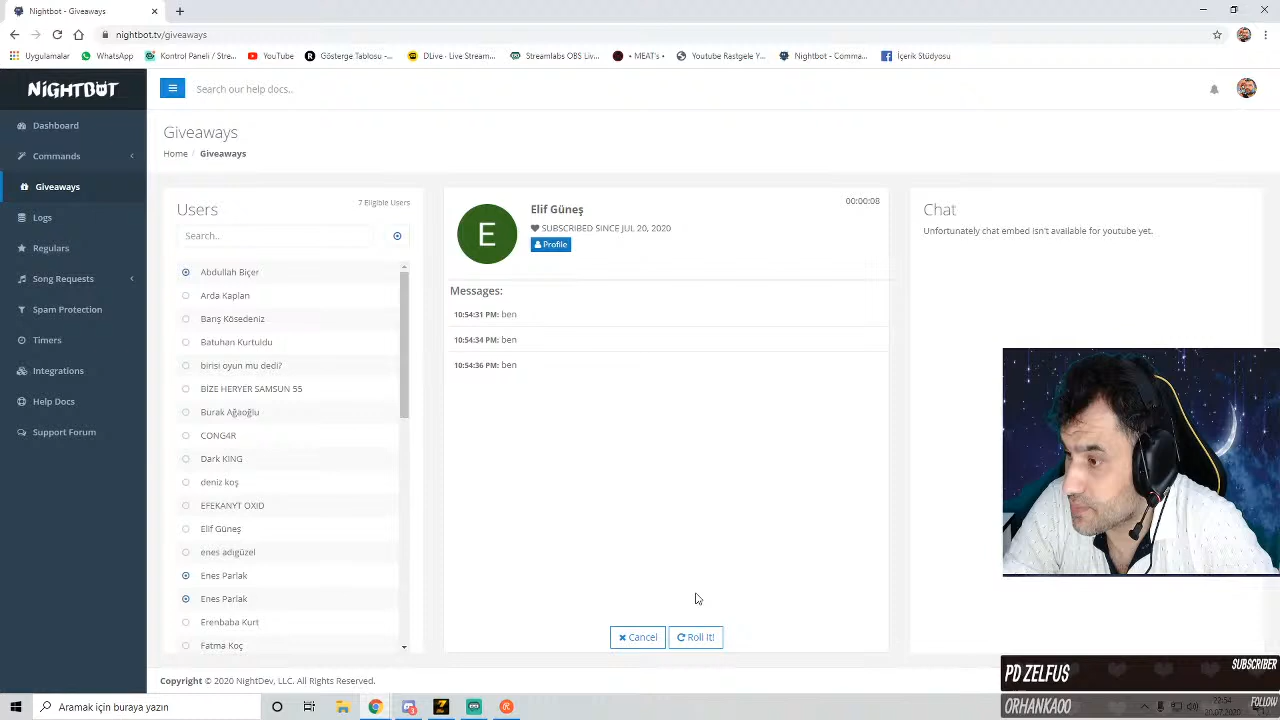 Nightbot - Giveaways
nightbot.tv/giveaways
Uygulamalar
WhatsApp
Kontrol Paneli / Stre...
YouTube
Gösterge Tablosu -...
DLive · Live Stream...
Streamlabs OBS Liv...
• MEAT's •
Youtube Rastgele Y...
Nightbot - Comma...
İçerik Stüdyosu
NiGHTBOT
Search our help docs..
Dashboard
Commands
Giveaways
Logs
Regulars
Song Requests
Spam Protection
Timers
Integrations
Help Docs
Support Forum
Giveaways
Home / Giveaways
Users
7 Eligible Users
Search..
Abdullah Biçer
Arda Kaplan
Barış Kösedeniz
Batuhan Kurtuldu
birisi oyun mu dedi?
BİZE HERYER SAMSUN 55
Burak Ağaoğlu
CONG4R
Dark KING
deniz koş
EFEKANYT OXID
Elif Güneş
enes adıgüzel
Enes Parlak
Enes Parlak
Erenbaba Kurt
Fatma Koç
E
Elif Güneş
00:00:08
SUBSCRIBED SINCE JUL 20, 2020
Profile
Messages:
10:54:31 PM: ben
10:54:34 PM: ben
10:54:36 PM: ben
Cancel
Roll It!
Chat
Unfortunately chat embed isn't available for youtube yet.
Copyright © 2020 NightDev, LLC. All Rights Reserved.
SUBSCRIBER
PD ZELFUS
ORHANKA00
FOLLOW
Aramak için buraya yazın
22:54
20.07.2020